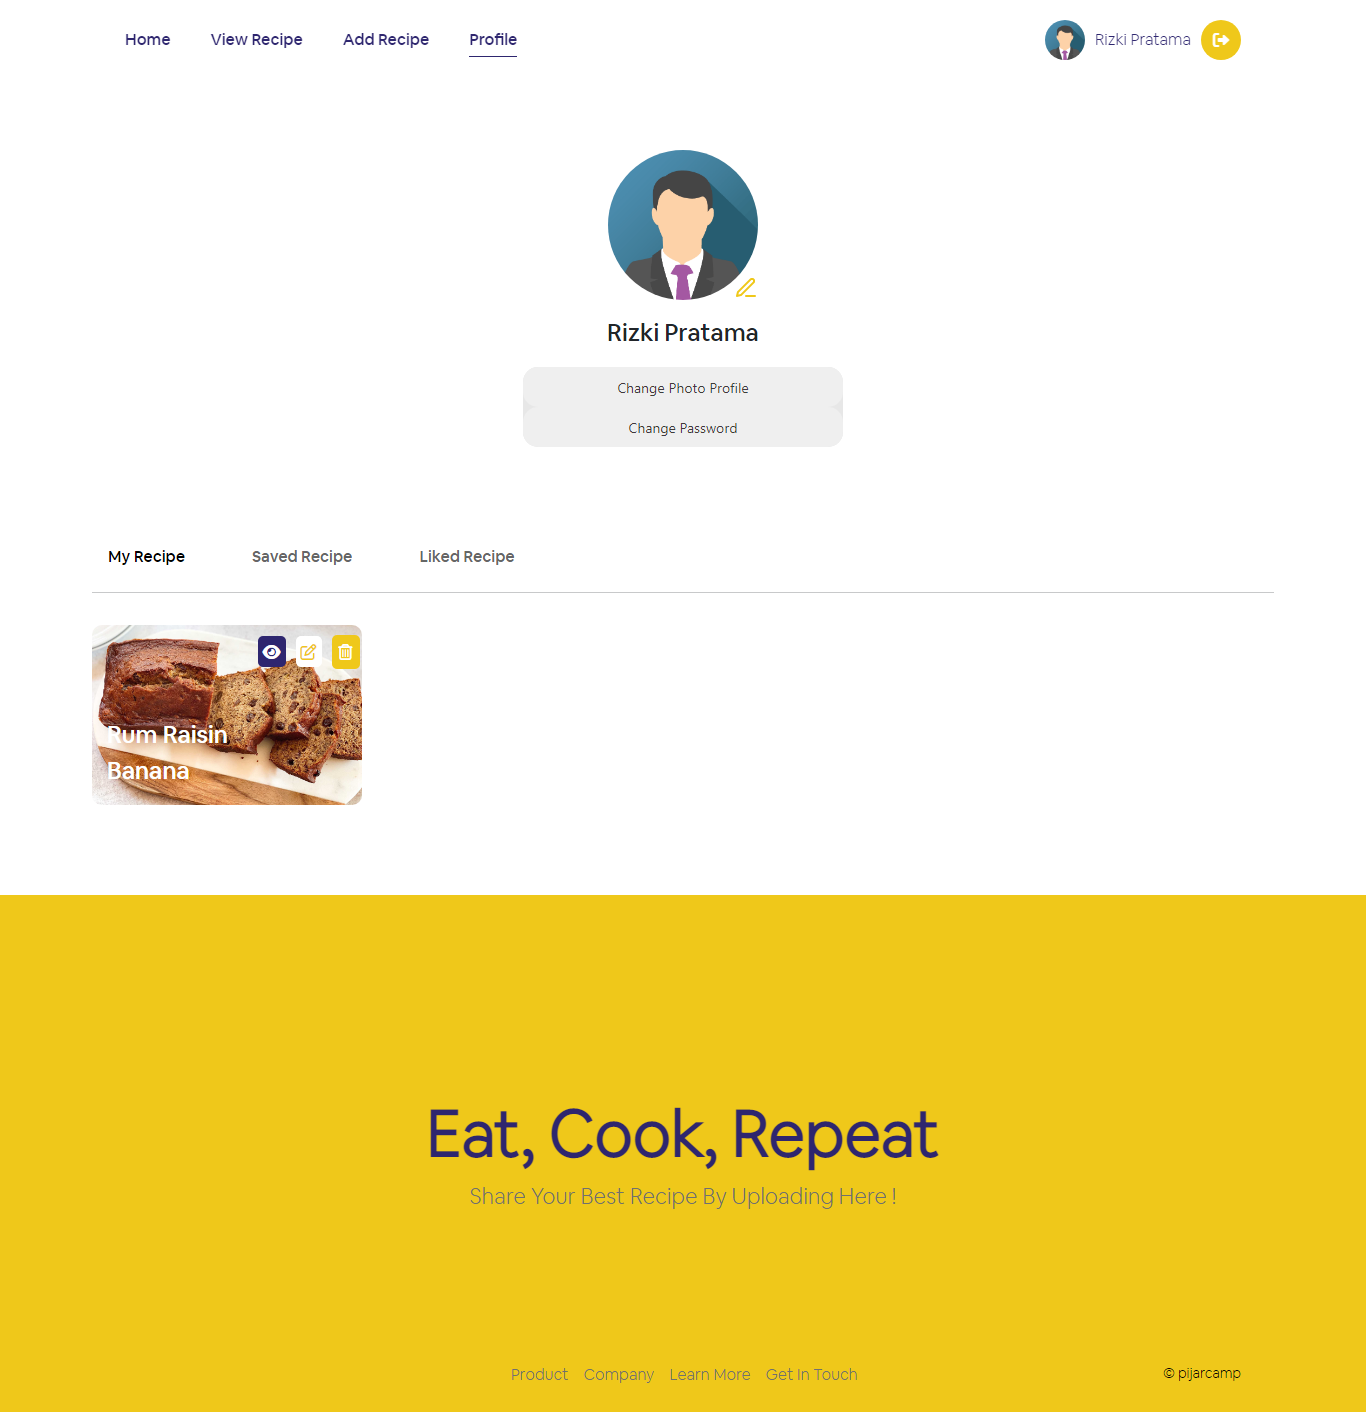 Home
View Recipe
Add Recipe
Profile
Rizki Pratama
Rizki Pratama
Change Photo Profile
Change Password
My Recipe
Saved Recipe
Liked Recipe
Rum Raisin
Banana
Eat, Cook, Repeat
Share Your Best Recipe By Uploading Here !
Product
Company
Learn More
Get In Touch
© pijarcamp